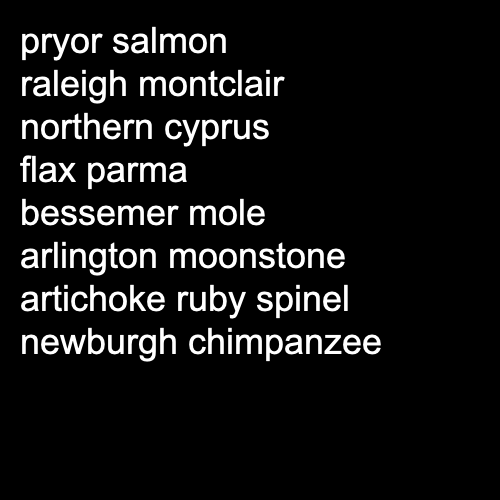 pryor salmon
raleigh montclair
northern cyprus
flax parma
bessemer mole
arlington moonstone
artichoke ruby spinel
newburgh chimpanzee